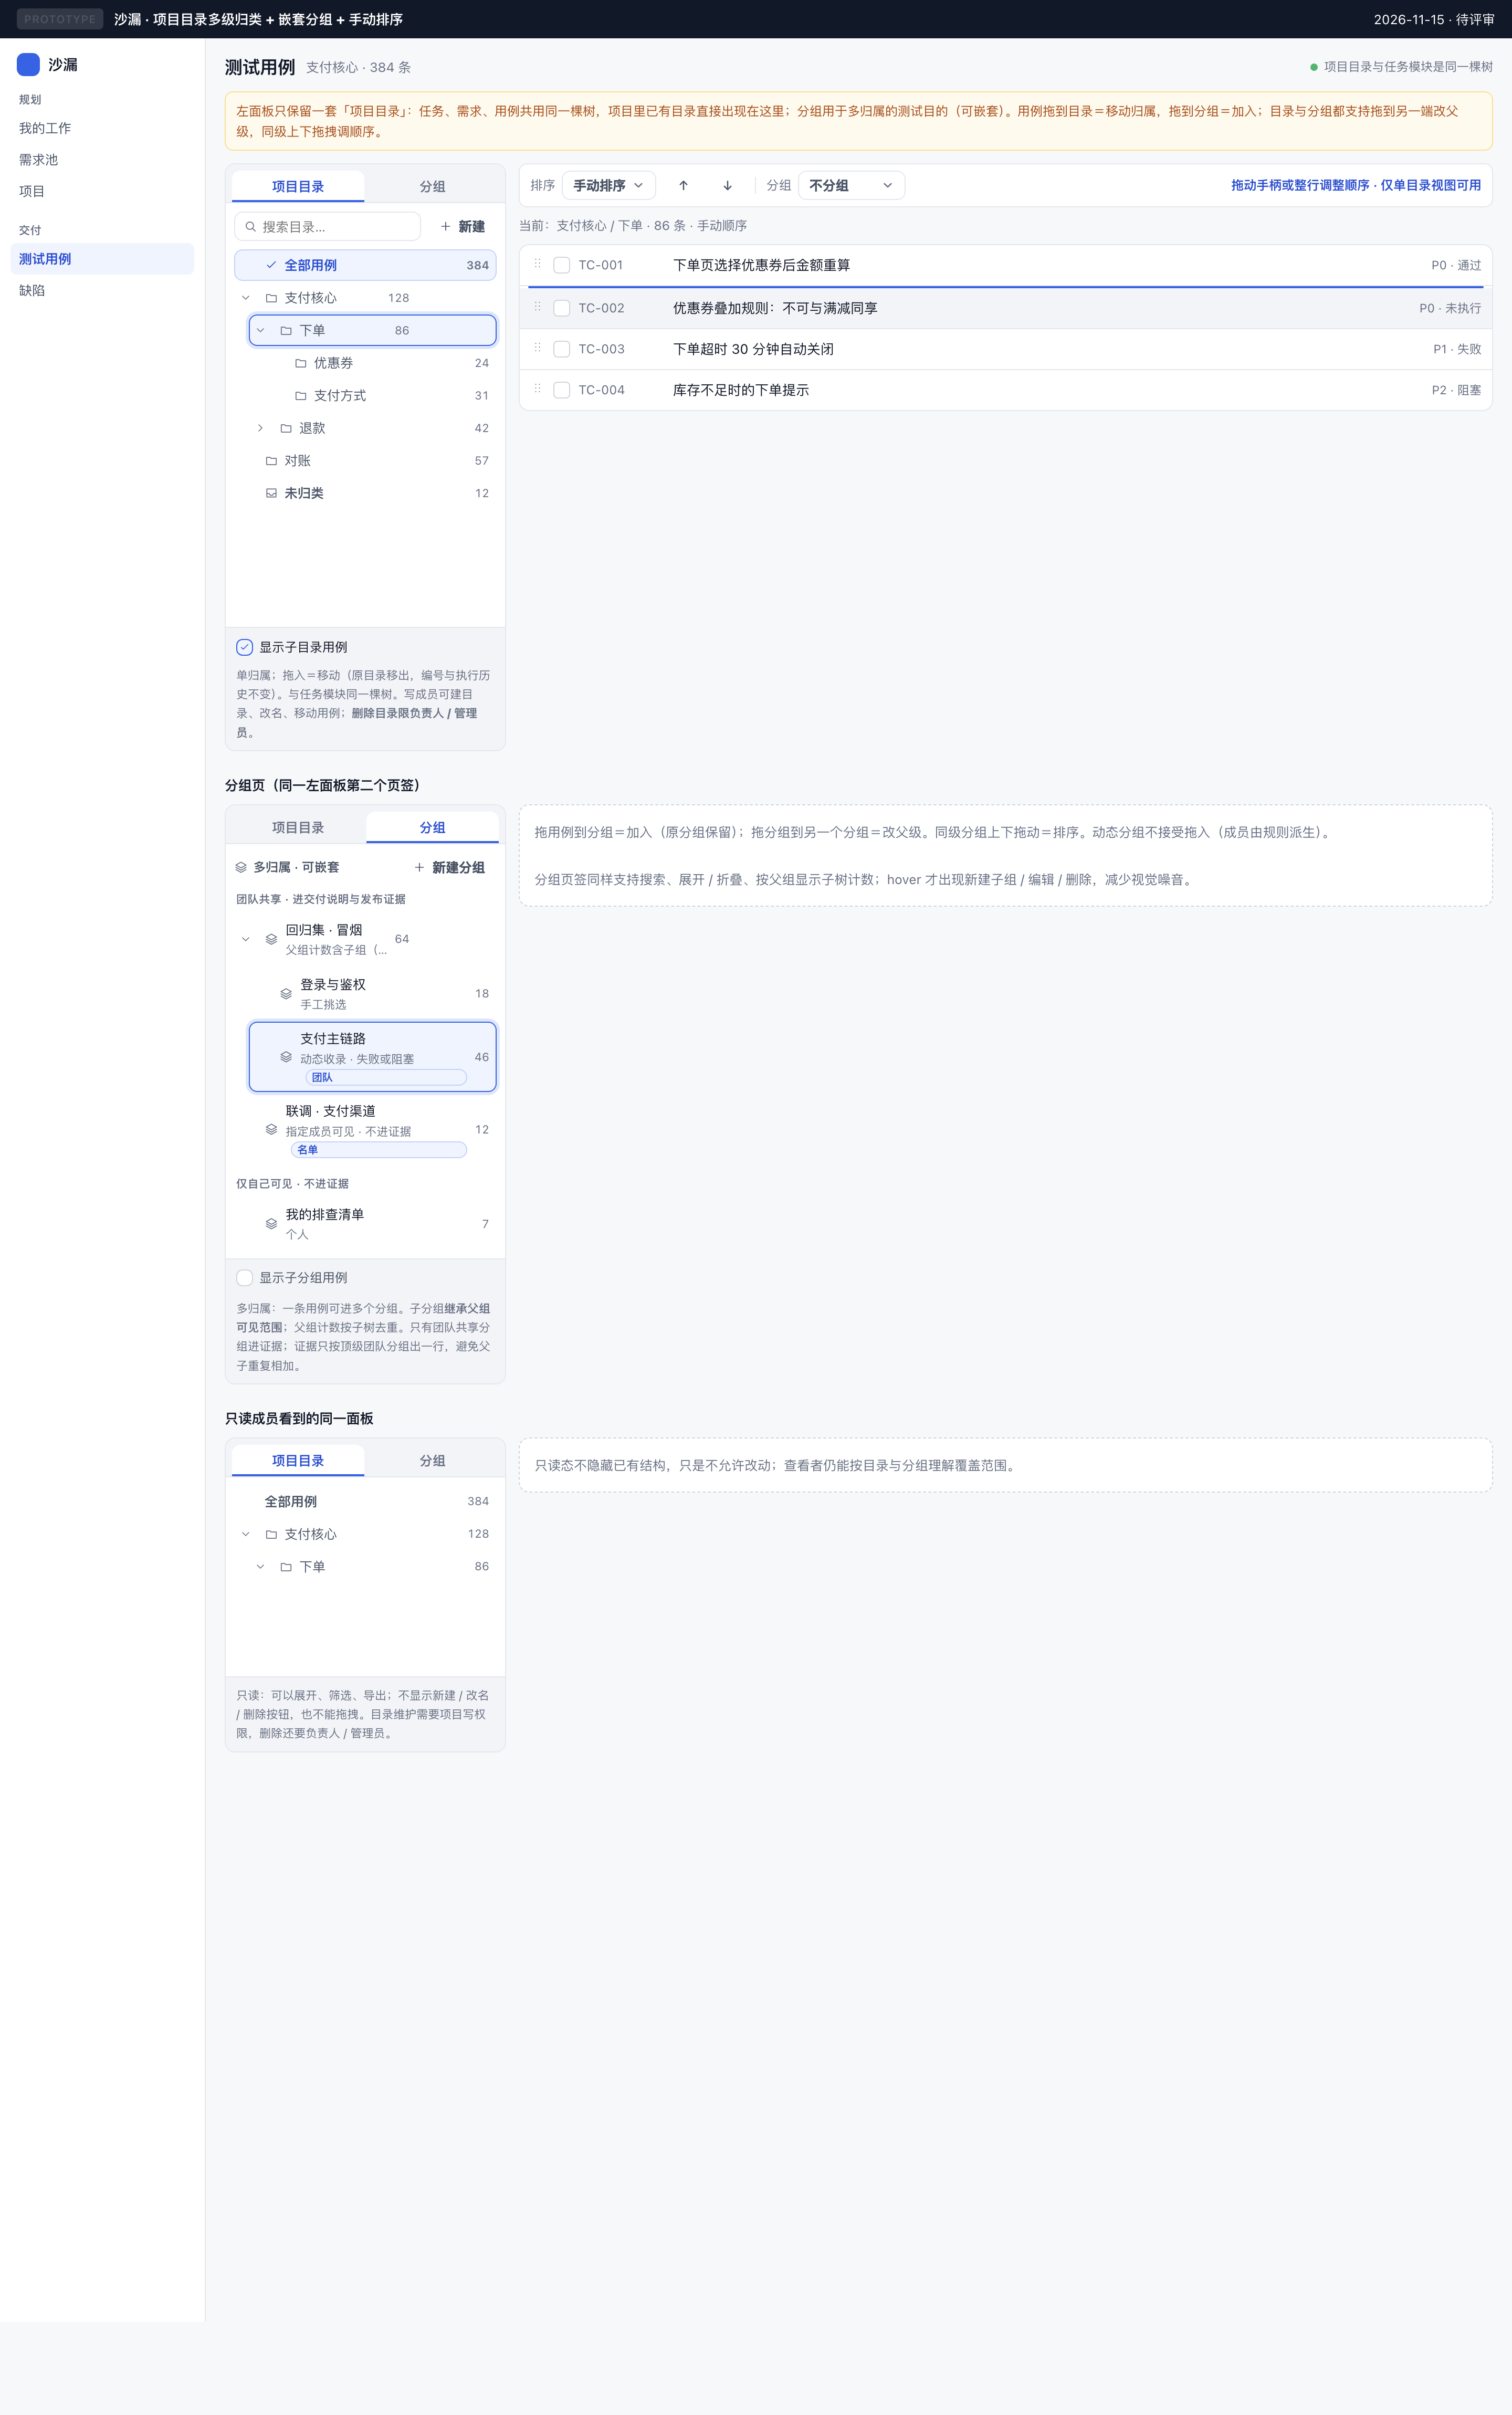 PROTOTYPE 沙漏 · 项目目录多级归类 + 嵌套分组 + 手动排序 2026-11-15 · 待评审
沙漏
规划
我的工作
需求池
项目
交付
测试用例
缺陷
测试用例 支付核心 · 384 条 项目目录与任务模块是同一棵树
左面板只保留一套「项目目录」：任务、需求、用例共用同一棵树，项目里已有目录直接出现在这里；分组用于多归属的测试目的（可嵌套）。用例拖到目录＝移动归属，拖到分组＝加入；目录与分组都支持拖到另一端改父
级，同级上下拖拽调顺序。
项目目录 分组
搜索目录…
新建
全部用例 384
支付核心 128
下单 86
优惠券 24
支付方式 31
退款 42
对账 57
未归类 12
显示子目录用例
单归属；拖入＝移动（原目录移出，编号与执行历
史不变）。与任务模块同一棵树。写成员可建目
录、改名、移动用例；删除目录限负责人 / 管理
员。
排序 手动排序 ↑ ↓ 分组 不分组 拖动手柄或整行调整顺序 · 仅单目录视图可用
当前：支付核心 / 下单 · 86 条 · 手动顺序
TC-001 下单页选择优惠券后金额重算 P0 · 通过
TC-002 优惠券叠加规则：不可与满减同享 P0 · 未执行
TC-003 下单超时 30 分钟自动关闭 P1 · 失败
TC-004 库存不足时的下单提示 P2 · 阻塞
分组页（同一左面板第二个页签）
项目目录 分组
多归属 · 可嵌套 新建分组
团队共享 · 进交付说明与发布证据
回归集 · 冒烟 64
父组计数含子组（…
登录与鉴权 18
手工挑选
支付主链路 46
动态收录 · 失败或阻塞
团队
联调 · 支付渠道 12
指定成员可见 · 不进证据
名单
仅自己可见 · 不进证据
我的排查清单 7
个人
显示子分组用例
多归属：一条用例可进多个分组。子分组继承父组
可见范围；父组计数按子树去重。只有团队共享分
组进证据；证据只按顶级团队分组出一行，避免父
子重复相加。
拖用例到分组＝加入（原分组保留）；拖分组到另一个分组＝改父级。同级分组上下拖动＝排序。动态分组不接受拖入（成员由规则派生）。
分组页签同样支持搜索、展开 / 折叠、按父组显示子树计数；hover 才出现新建子组 / 编辑 / 删除，减少视觉噪音。
只读成员看到的同一面板
项目目录 分组
全部用例 384
支付核心 128
下单 86
只读：可以展开、筛选、导出；不显示新建 / 改名
/ 删除按钮，也不能拖拽。目录维护需要项目写权
限，删除还要负责人 / 管理员。
只读态不隐藏已有结构，只是不允许改动；查看者仍能按目录与分组理解覆盖范围。